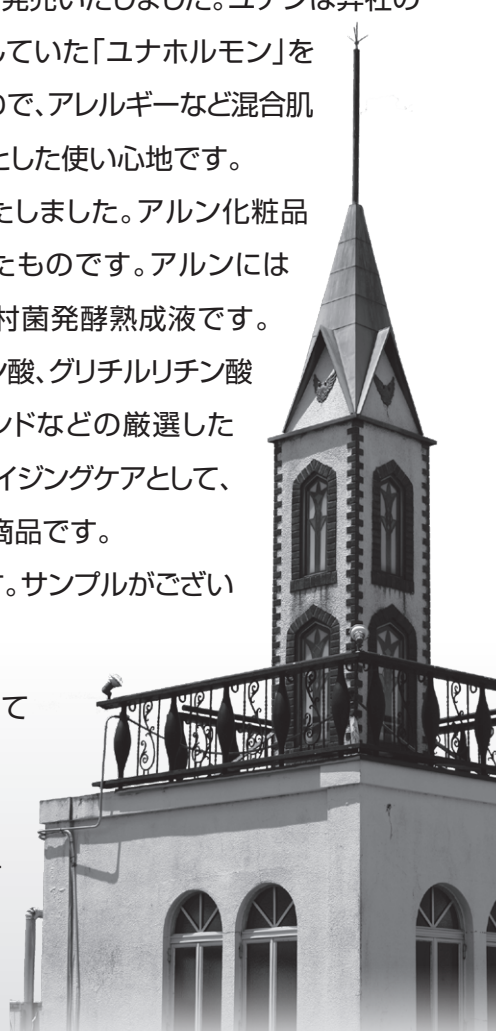 発売いたしました。ユナンは弊社の
していた「ユナホルモン」を
ので、アレルギーなど混合肌
とした使い心地です。
たしました。アルン化粧品
たものです。アルンには
村菌発酵熟成液です。
ン酸、グリチルリチン酸
ンドなどの厳選した
イジングケアとして、
商品です。
す。サンプルがござい
て